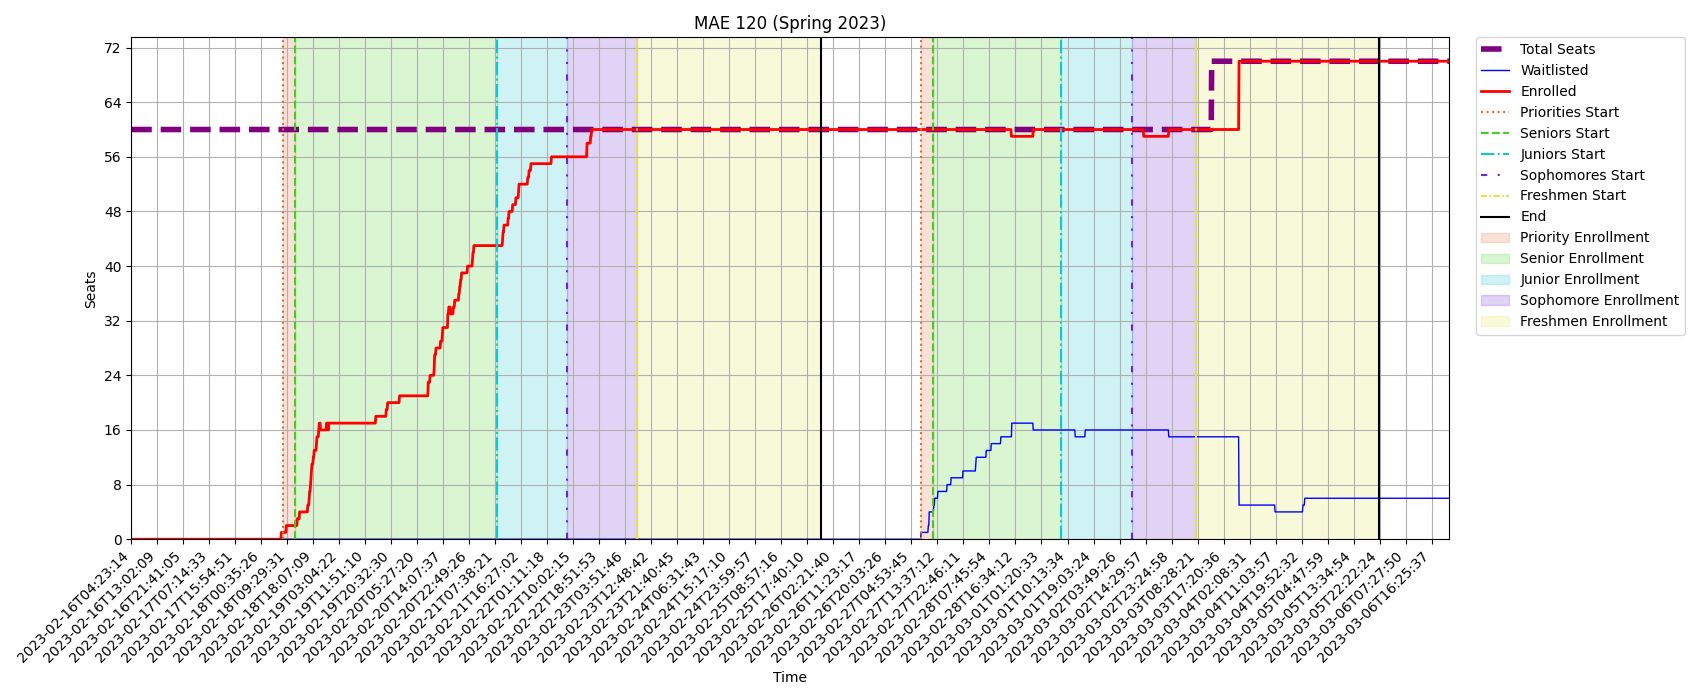 MAE 120 (Spring 2023)
72
64
56
48
40
32
24
16
8
0
Seats
2023-02-16T04:23:14
2023-02-16T13:02:09
2023-02-16T21:41:05
2023-02-17T07:14:33
2023-02-17T15:54:51
2023-02-18T00:35:26
2023-02-18T09:29:31
2023-02-18T18:07:09
2023-02-19T03:04:22
2023-02-19T11:51:10
2023-02-19T20:32:30
2023-02-20T05:27:20
2023-02-20T14:07:37
2023-02-20T22:49:26
2023-02-21T07:38:21
2023-02-21T16:27:02
2023-02-22T01:11:18
2023-02-22T10:02:15
2023-02-22T18:51:53
2023-02-23T03:51:46
2023-02-23T12:48:42
2023-02-23T21:40:45
2023-02-24T06:31:43
2023-02-24T15:17:10
2023-02-24T23:59:57
2023-02-25T08:57:16
2023-02-25T17:40:10
2023-02-26T02:21:40
2023-02-26T11:23:17
2023-02-26T20:03:26
2023-02-27T04:53:45
2023-02-27T13:37:12
2023-02-27T22:46:11
2023-02-28T07:45:54
2023-02-28T16:34:12
2023-03-01T01:20:33
2023-03-01T10:13:34
2023-03-01T19:03:24
2023-03-02T03:49:26
2023-03-02T14:29:57
2023-03-02T23:24:58
2023-03-03T08:28:21
2023-03-03T17:20:36
2023-03-04T02:08:31
2023-03-04T11:03:57
2023-03-04T19:52:32
2023-03-05T04:47:59
2023-03-05T13:34:54
2023-03-05T22:22:24
2023-03-06T07:27:50
2023-03-06T16:25:37
Time
Total Seats
Waitlisted
Enrolled
Priorities Start
Seniors Start
Juniors Start
Sophomores Start
Freshmen Start
End
Priority Enrollment
Senior Enrollment
Junior Enrollment
Sophomore Enrollment
Freshmen Enrollment